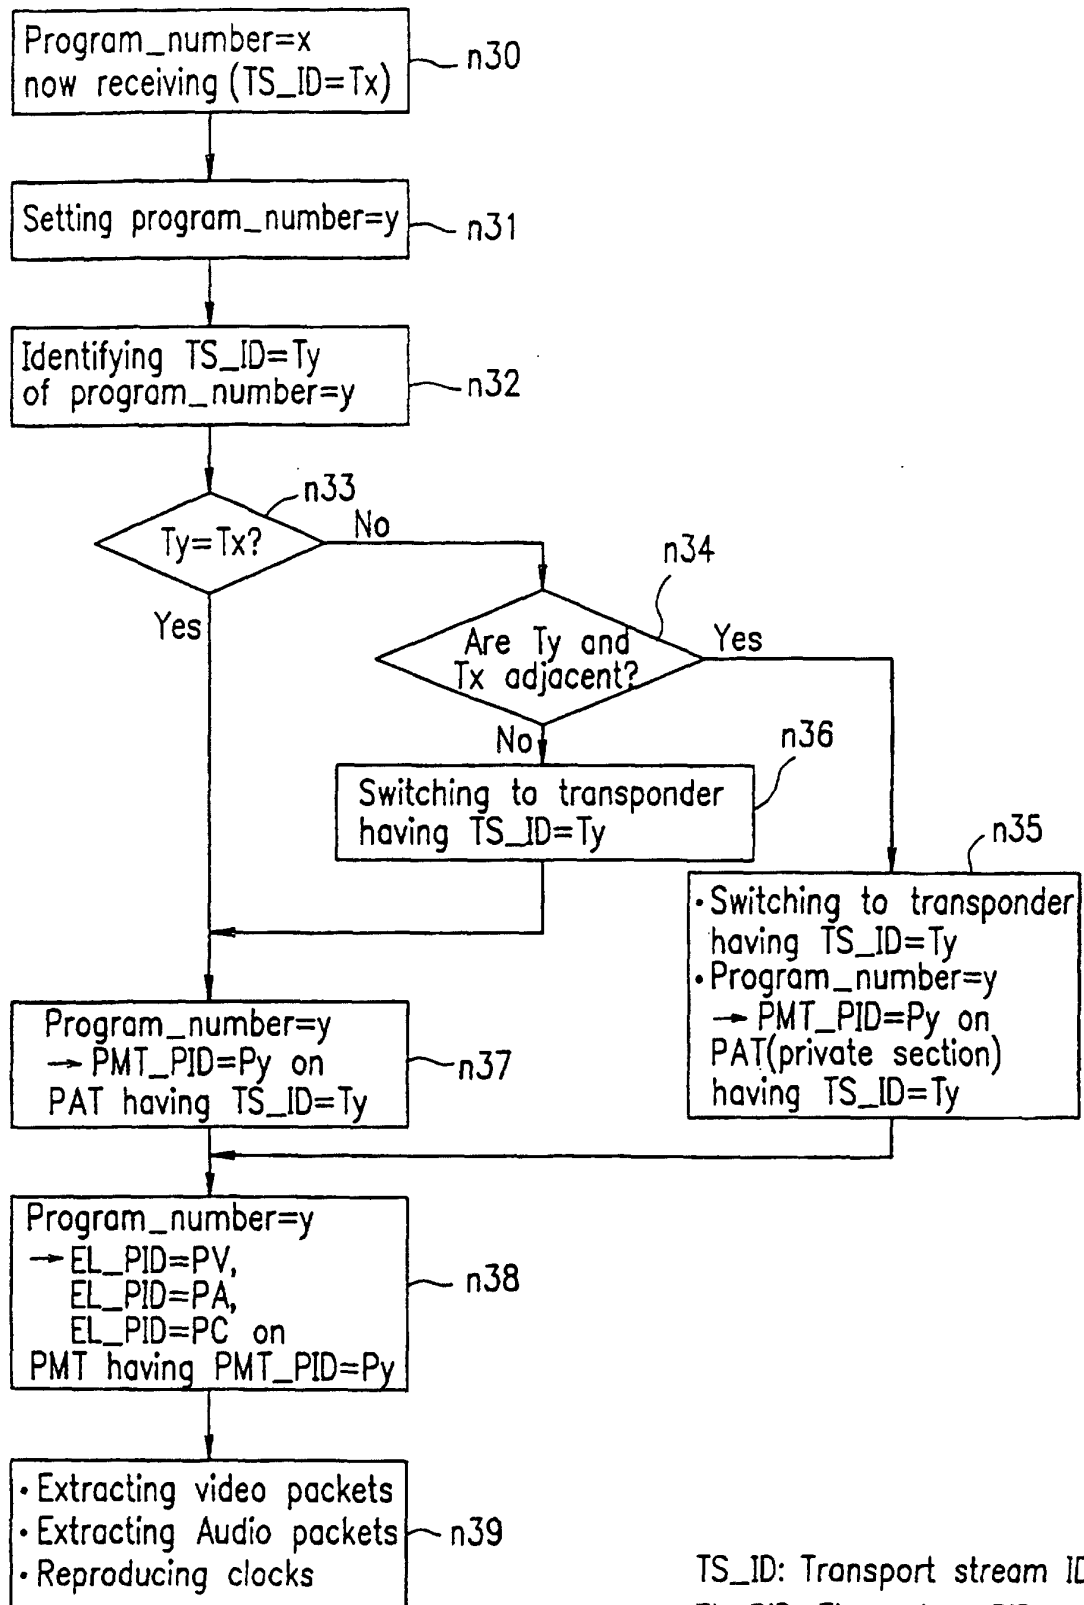 Program_number=x
now receiving (TS_ID=Tx)
n30
Setting program_number=y
n31
Identifying TS_ID=Ty
of program_number=y
n32
n33
Ty=Tx?
No
Yes
n34
Are Ty and
Tx adjacent?
Yes
No
n36
Switching to transponder
having TS_ID=Ty
n35
•Switching to transponder
having TS_ID=Ty
•Program_number=y
→ PMT_PID=Py on
PAT(private section)
having TS_ID=Ty
Program_number=y
→ PMT_PID=Py on
PAT having TS_ID=Ty
n37
Program_number=y
→ EL_PID=PV,
EL_PID=PA,
EL_PID=PC on
PMT having PMT_PID=Py
n38
•Extracting video packets
•Extracting Audio packets
•Reproducing clocks
n39
TS_ID: Transport stream ID